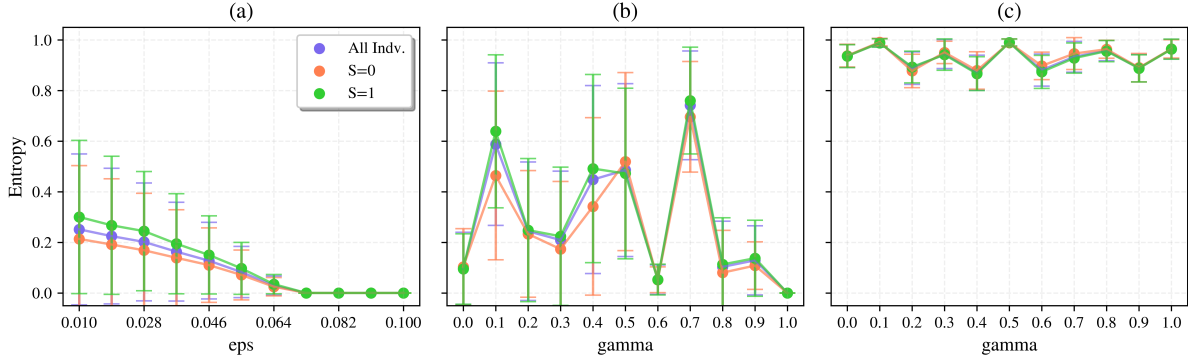 (a)
(b)
(c)
Entropy
1.0
0.8
0.6
0.4
0.2
0.0
All Indv.
S=0
S=1
0.010 0.028 0.046 0.064 0.082 0.100
eps
0.0 0.1 0.2 0.3 0.4 0.5 0.6 0.7 0.8 0.9 1.0
gamma
0.0 0.1 0.2 0.3 0.4 0.5 0.6 0.7 0.8 0.9 1.0
gamma